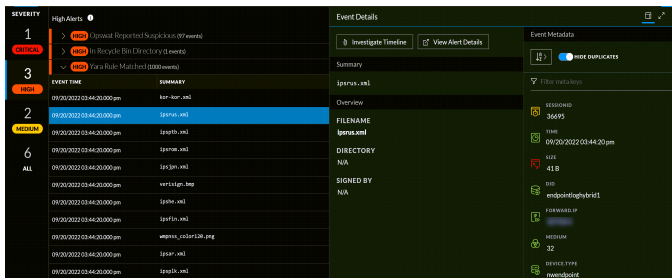 SEVERITY
1
CRITICAL
3
HIGH
2
MEDIUM
6
ALL
High Alerts
HIGH Opswat Reported Suspicious (97 events)
HIGH In Recycle Bin Directory (1 events)
HIGH Yara Rule Matched (1000 events)
EVENT TIME SUMMARY
09/20/2022 03:44:20.000 pm kor-kor.xml
09/20/2022 03:44:20.000 pm ipsrus.xml
09/20/2022 03:44:20.000 pm ipsptb.xml
09/20/2022 03:44:20.000 pm ipsrom.xml
09/20/2022 03:44:20.000 pm ipsjpn.xml
09/20/2022 03:44:20.000 pm verisign.bmp
09/20/2022 03:44:20.000 pm ipshe.xml
09/20/2022 03:44:20.000 pm ipsfin.xml
09/20/2022 03:44:20.000 pm wmpnss_color120.png
09/20/2022 03:44:20.000 pm ipsar.xml
09/20/2022 03:44:20.000 pm ipsplk.xml
Event Details
Investigate Timeline
View Alert Details
Summary
ipsrus.xml
Overview
FILENAME
ipsrus.xml
DIRECTORY
N/A
SIGNED BY
N/A
Event Metadata
HIDE DUPLICATES
Filter meta keys
SESSIONID
36695
TIME
09/20/2022 03:44:20 pm
SIZE
41 B
DID
endpointloghybrid1
FORWARD.IP
MEDIUM
32
DEVICE.TYPE
nwendpoint